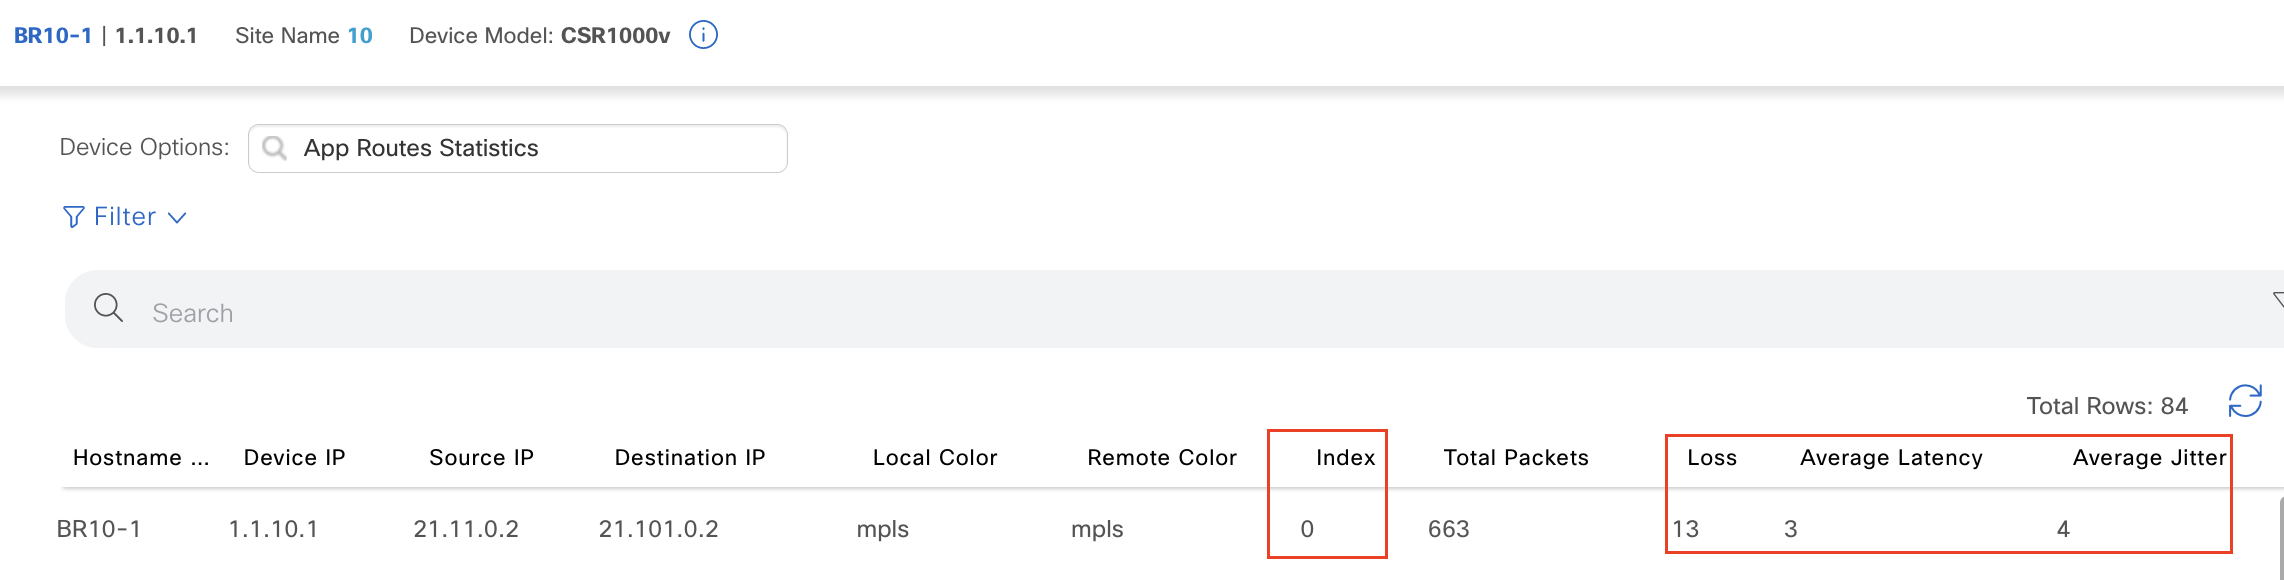 BR10-1 | 1.1.10.1 Site Name 10 Device Model: CSR1000v
Device Options: App Routes Statistics
Filter
Search
Total Rows: 84
Hostname ... Device IP Source IP Destination IP Local Color Remote Color Index Total Packets Loss Average Latency Average Jitter
BR10-1 1.1.10.1 21.11.0.2 21.101.0.2 mpls mpls 0 663 13 3 4